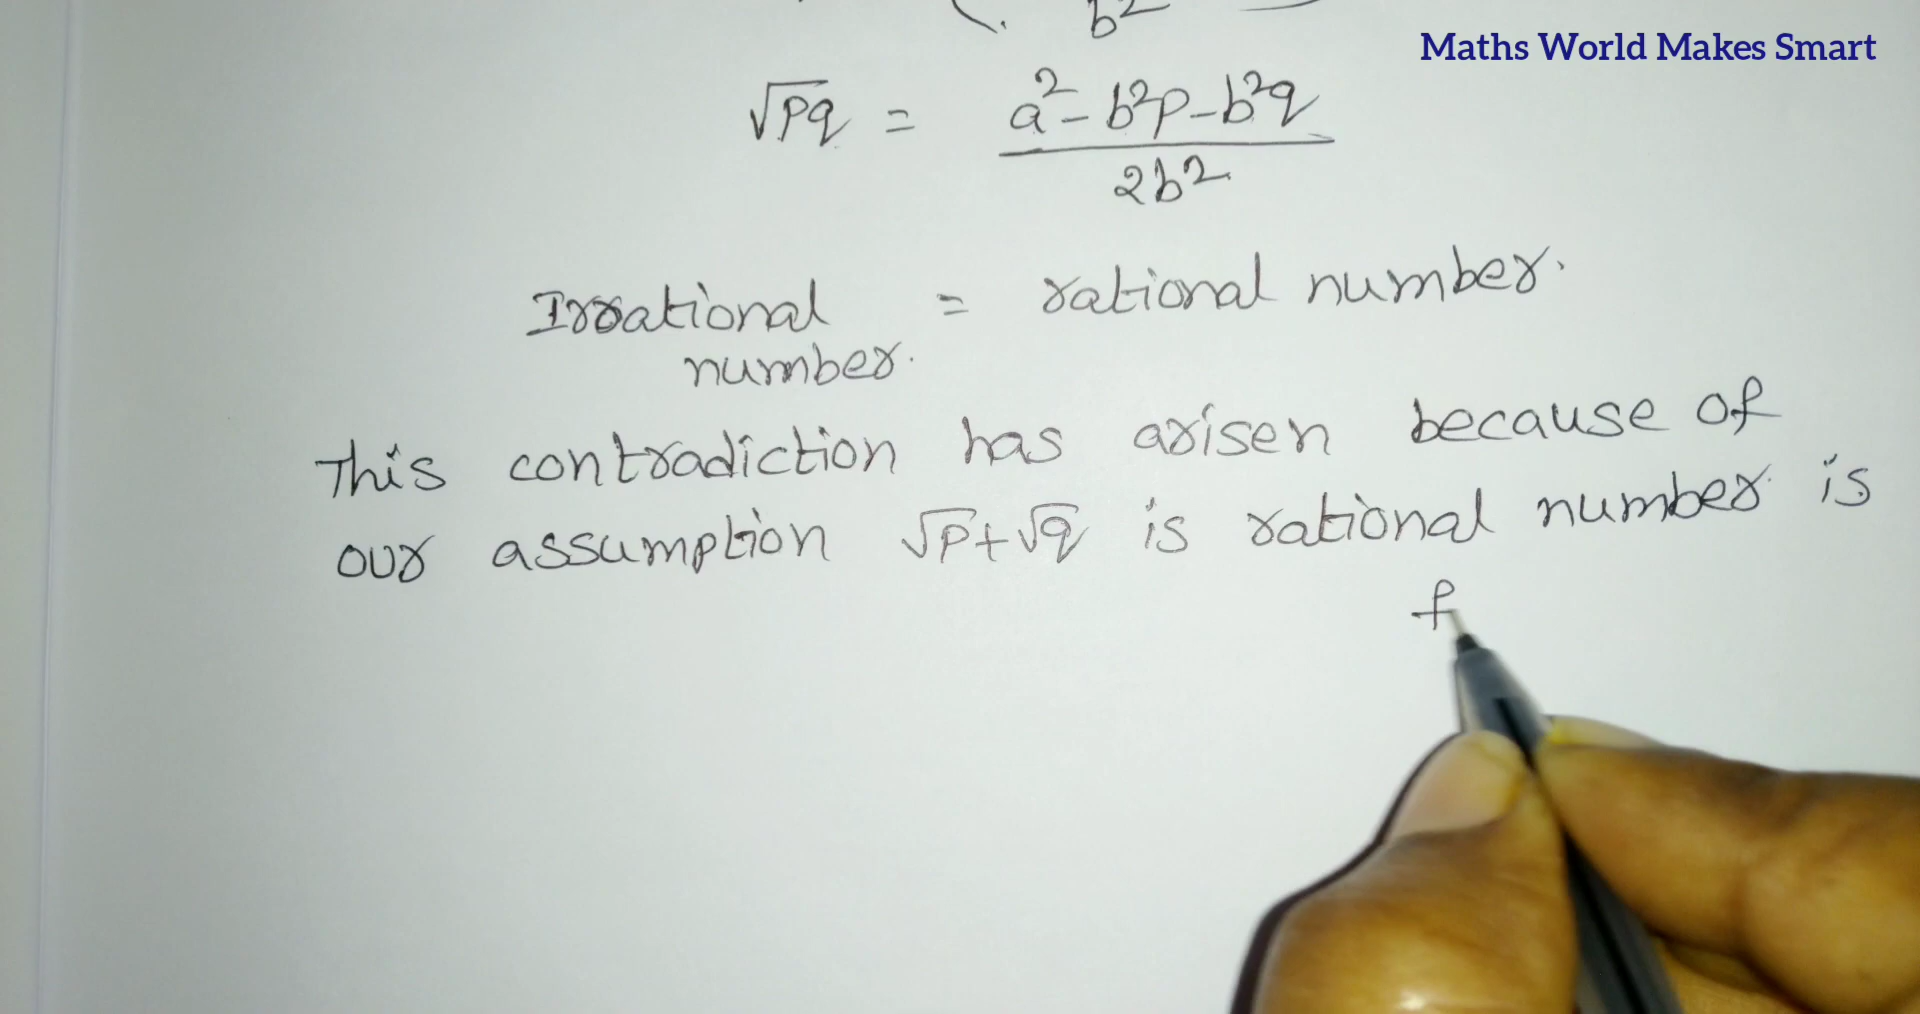 b²
Maths World Makes Smart
√pq = a² - b²p - b²q / 2b²
Irrational number. = rational number.
This contradiction has arisen because of
our assumption √p+√q is rational number is
f